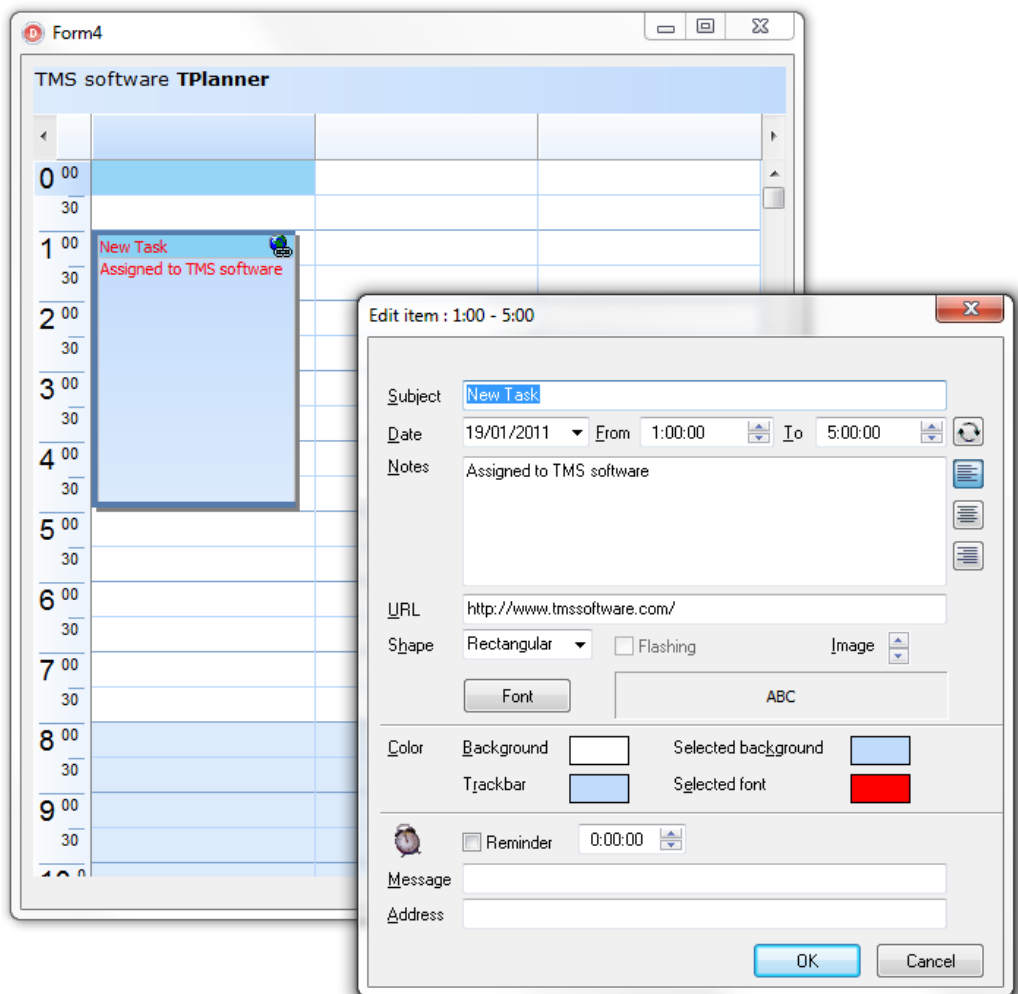 Form4
TMS software TPlanner
0 00
30
1 00
New Task
30
Assigned to TMS software
2 00
30
3 00
30
4 00
30
5 00
30
6 00
30
7 00
30
8 00
30
9 00
30
Edit item : 1:00 - 5:00
Subject New Task
Date 19/01/2011 From 1:00:00 To 5:00:00
Notes Assigned to TMS software
URL http://www.tmssoftware.com/
Shape Rectangular Flashing Image
Font ABC
Color Background Selected background
Trackbar Selected font
Reminder 0:00:00
Message
Address
OK Cancel